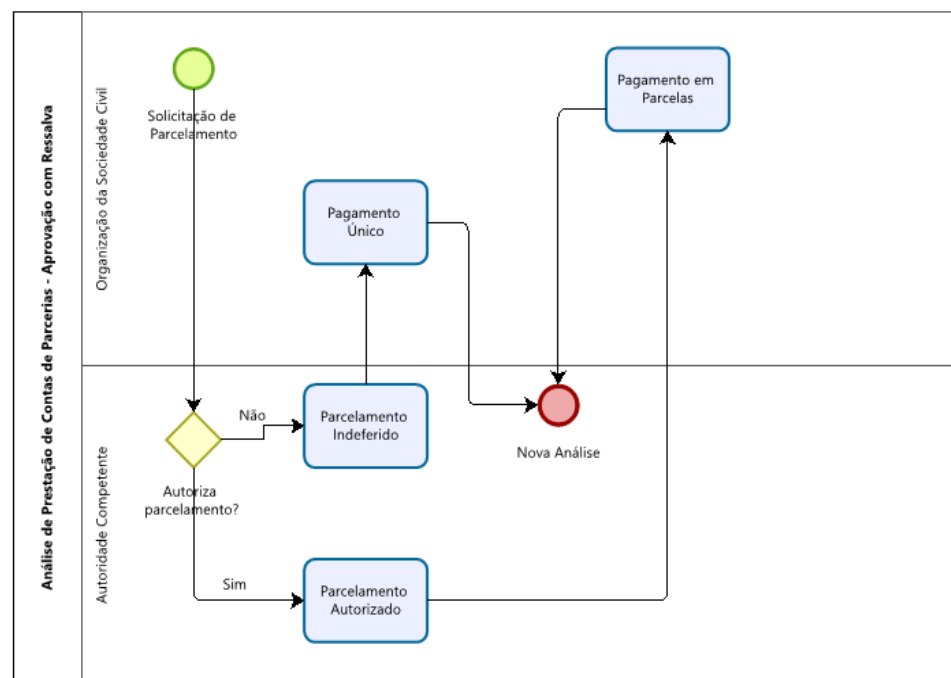 Análise de Prestação de Contas de Parcerias - Aprovação com Ressalva
Organização da Sociedade Civil
Solicitação de
Parcelamento
Pagamento em
Parcelas
Pagamento
Único
Autoridade Competente
Não
Parcelamento
Indeferido
Nova Análise
Autoriza
parcelamento?
Sim
Parcelamento
Autorizado